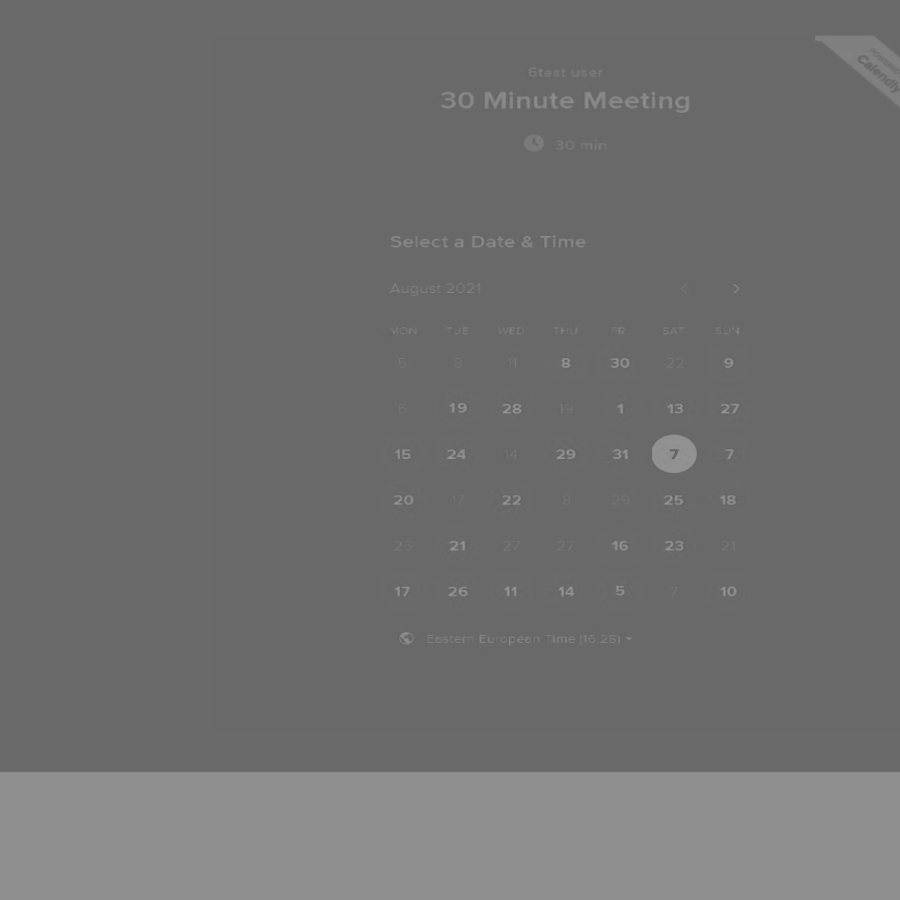 POWERED
Calendly
6test user
30 Minute Meeting
30 min
Select a Date & Time
August 2021
MON TUE WED THU FRI SAT SUN
5 8 11 8 30 22 9
6 19 28 19 1 13 27
15 24 14 29 31 7 7
20 17 22 8 29 25 18
25 21 27 27 16 23 21
17 26 11 14 5 7 10
Eastern European Time (16:28)